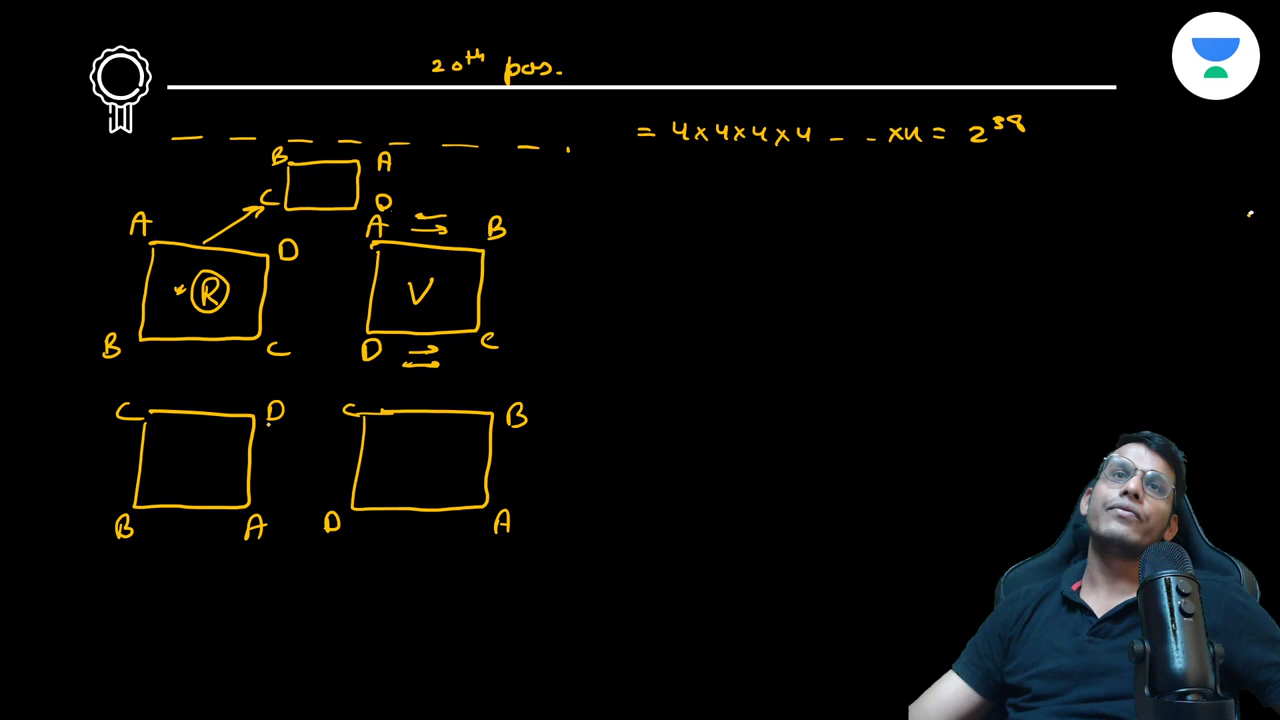 20th pos.
= 4 x 4 x 4 x 4 - - x 4 = 2^38
B A
C D
A D
R
B C
A B
V
D C
C D
B A
C B
D A